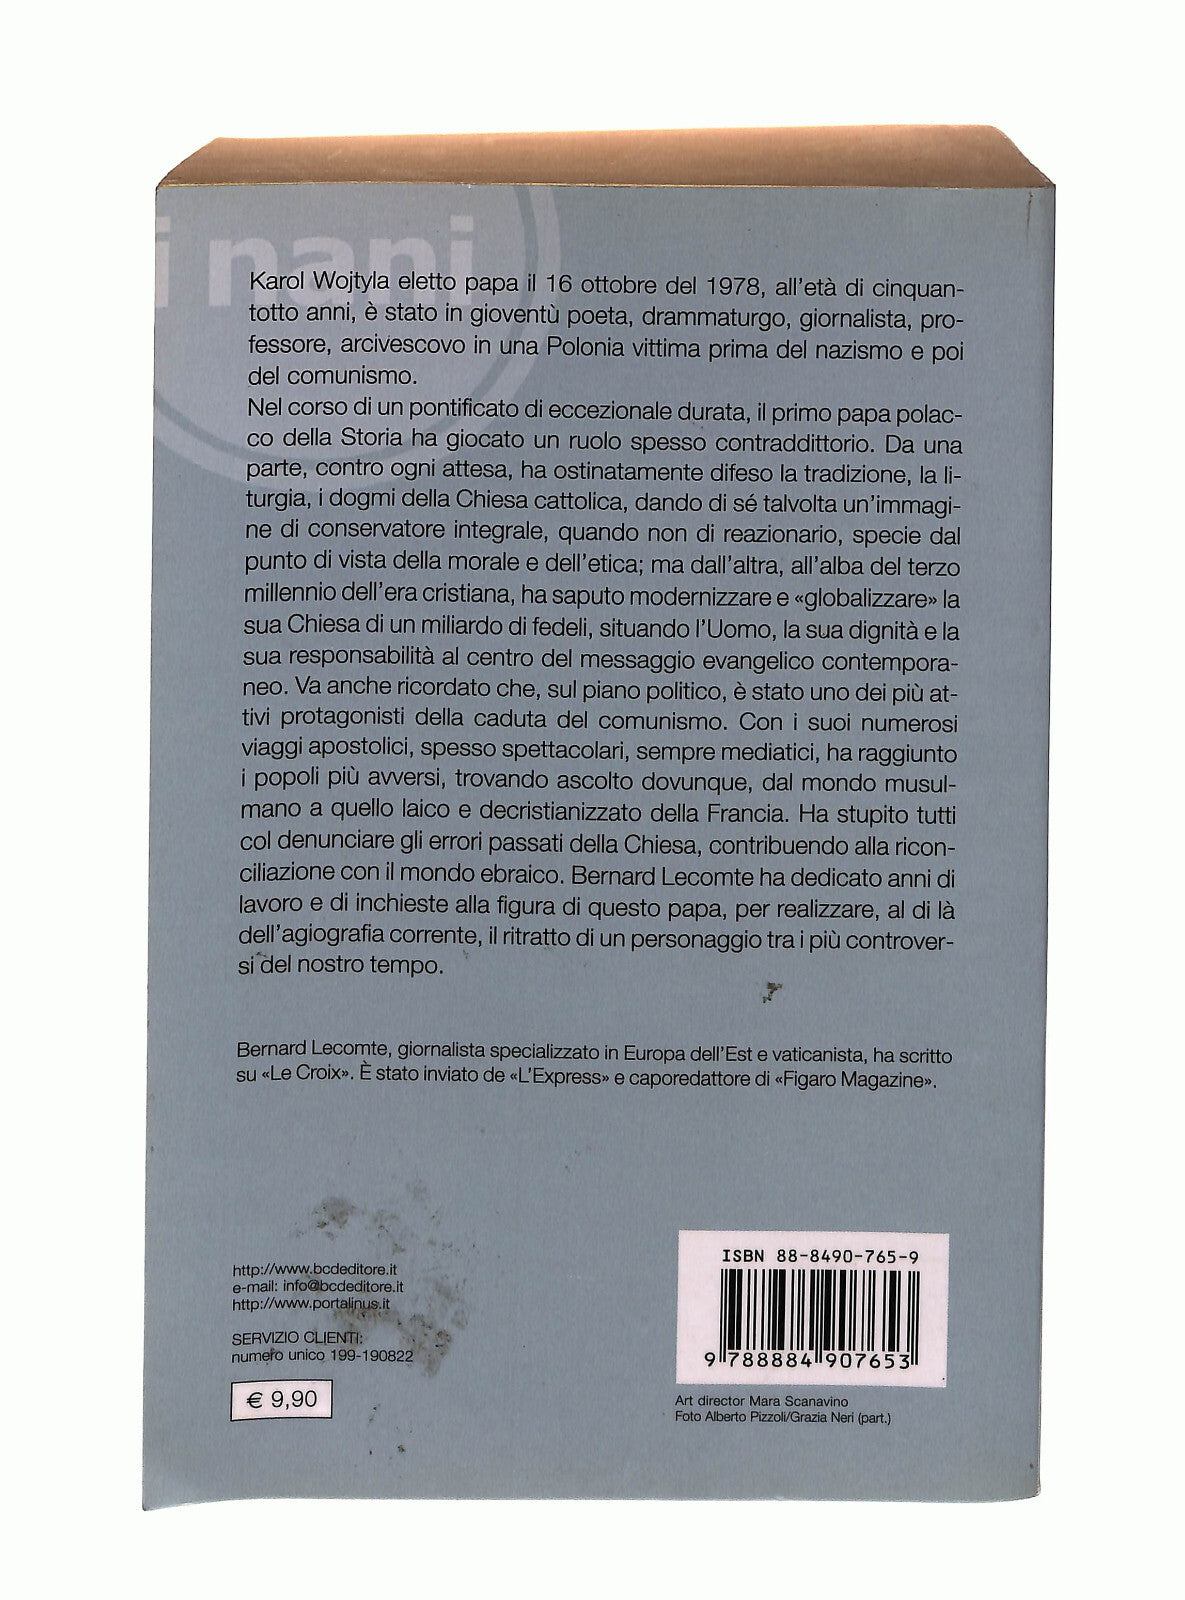 i nani
Karol Wojtyla eletto papa il 16 ottobre del 1978, all'età di cinquan-
totto anni, è stato in gioventù poeta, drammaturgo, giornalista, pro-
fessore, arcivescovo in una Polonia vittima prima del nazismo e poi
del comunismo.
Nel corso di un pontificato di eccezionale durata, il primo papa polac-
co della Storia ha giocato un ruolo spesso contraddittorio. Da una
parte, contro ogni attesa, ha ostinatamente difeso la tradizione, la li-
turgia, i dogmi della Chiesa cattolica, dando di sé talvolta un'immagi-
ne di conservatore integrale, quando non di reazionario, specie dal
punto di vista della morale e dell'etica; ma dall'altra, all'alba del terzo
millennio dell'era cristiana, ha saputo modernizzare e «globalizzare» la
sua Chiesa di un miliardo di fedeli, situando l'Uomo, la sua dignità e la
sua responsabilità al centro del messaggio evangelico contempora-
neo. Va anche ricordato che, sul piano politico, è stato uno dei più at-
tivi protagonisti della caduta del comunismo. Con i suoi numerosi
viaggi apostolici, spesso spettacolari, sempre mediatici, ha raggiunto
i popoli più avversi, trovando ascolto dovunque, dal mondo musul-
mano a quello laico e decristianizzato della Francia. Ha stupito tutti
col denunciare gli errori passati della Chiesa, contribuendo alla ricon-
ciliazione con il mondo ebraico. Bernard Lecomte ha dedicato anni di
lavoro e di inchieste alla figura di questo papa, per realizzare, al di là
dell'agiografia corrente, il ritratto di un personaggio tra i più controver-
si del nostro tempo.
Bernard Lecomte, giornalista specializzato in Europa dell'Est e vaticanista, ha scritto
su «Le Croix». È stato inviato de «L'Express» e caporedattore di «Figaro Magazine».
http://www.bcdeditore.it
e-mail: info@bcdeditore.it
http://www.portalinus.it
SERVIZIO CLIENTI:
numero unico 199-190822
€ 9,90
ISBN 88-8490-765-9
9 788884 907653
Art director Mara Scanavino
Foto Alberto Pizzoli/Grazia Neri (part.)